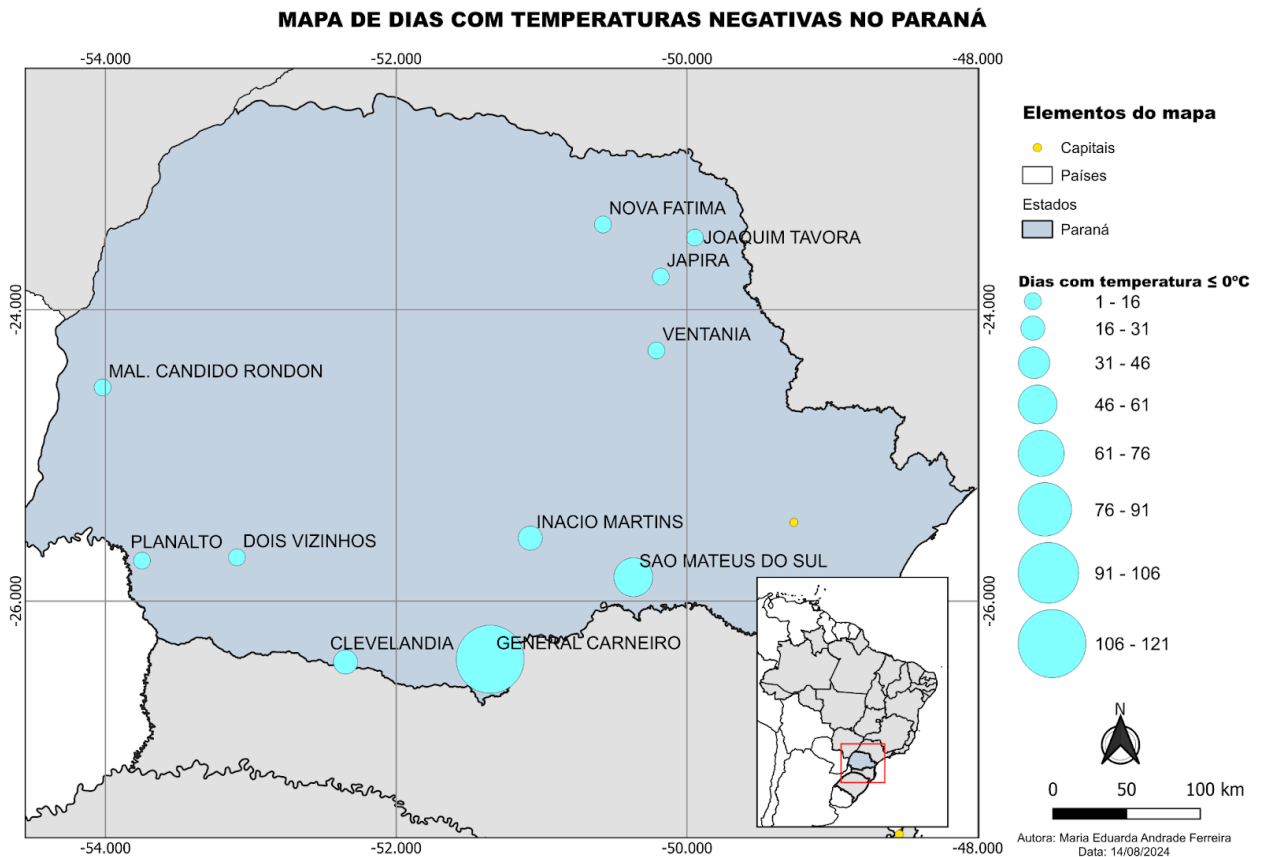 MAPA DE DIAS COM TEMPERATURAS NEGATIVAS NO PARANÁ
-54.000
-52.000
-50.000
-48.000
NOVA FATIMA
JOAQUIM TAVORA
JAPIRA
-24.000
-24.000
VENTANIA
MAL. CANDIDO RONDON
INACIO MARTINS
PLANALTO
DOIS VIZINHOS
SAO MATEUS DO SUL
-26.000
-26.000
CLEVELANDIA
GENERAL CARNEIRO
-54.000
-52.000
-50.000
-48.000
Elementos do mapa
Capitais
Países
Estados
Paraná
Dias com temperatura ≤ 0ºC
1 - 16
16 - 31
31 - 46
46 - 61
61 - 76
76 - 91
91 - 106
106 - 121
N
0 50 100 km
Autora: Maria Eduarda Andrade Ferreira
Data: 14/08/2024